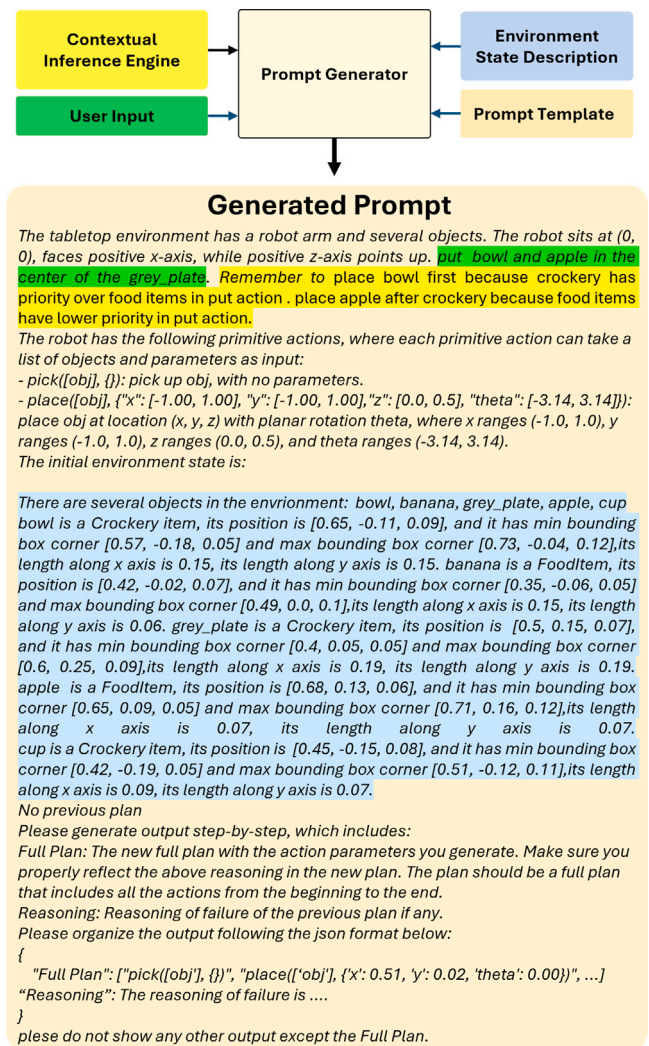 Contextual
Inference Engine
User Input
Prompt Generator
Environment
State Description
Prompt Template
Generated Prompt
The tabletop environment has a robot arm and several objects. The robot sits at (0,
0), faces positive x-axis, while positive z-axis points up. put bowl and apple in the
center of the grey_plate. Remember to place bowl first because crockery has
priority over food items in put action . place apple after crockery because food items
have lower priority in put action.
The robot has the following primitive actions, where each primitive action can take a
list of objects and parameters as input:
- pick([obj], {}): pick up obj, with no parameters.
- place([obj], {"x": [-1.00, 1.00], "y": [-1.00, 1.00],"z": [0.0, 0.5], "theta": [-3.14, 3.14]}):
place obj at location (x, y, z) with planar rotation theta, where x ranges (-1.0, 1.0), y
ranges (-1.0, 1.0), z ranges (0.0, 0.5), and theta ranges (-3.14, 3.14).
The initial environment state is:
There are several objects in the envrionment: bowl, banana, grey_plate, apple, cup
bowl is a Crockery item, its position is [0.65, -0.11, 0.09], and it has min bounding
box corner [0.57, -0.18, 0.05] and max bounding box corner [0.73, -0.04, 0.12],its
length along x axis is 0.15, its length along y axis is 0.15. banana is a FoodItem, its
position is [0.42, -0.02, 0.07], and it has min bounding box corner [0.35, -0.06, 0.05]
and max bounding box corner [0.49, 0.0, 0.1],its length along x axis is 0.15, its length
along y axis is 0.06. grey_plate is a Crockery item, its position is [0.5, 0.15, 0.07],
and it has min bounding box corner [0.4, 0.05, 0.05] and max bounding box corner
[0.6, 0.25, 0.09],its length along x axis is 0.19, its length along y axis is 0.19.
apple is a FoodItem, its position is [0.68, 0.13, 0.06], and it has min bounding box
corner [0.65, 0.09, 0.05] and max bounding box corner [0.71, 0.16, 0.12],its length
along x axis is 0.07, its length along y axis is 0.07.
cup is a Crockery item, its position is [0.45, -0.15, 0.08], and it has min bounding box
corner [0.42, -0.19, 0.05] and max bounding box corner [0.51, -0.12, 0.11],its length
along x axis is 0.09, its length along y axis is 0.07.
No previous plan
Please generate output step-by-step, which includes:
Full Plan: The new full plan with the action parameters you generate. Make sure you
properly reflect the above reasoning in the new plan. The plan should be a full plan
that includes all the actions from the beginning to the end.
Reasoning: Reasoning of failure of the previous plan if any.
Please organize the output following the json format below:
{
"Full Plan": ["pick([obj'], {})", "place([‘obj'], {'x': 0.51, 'y': 0.02, 'theta': 0.00})", ...]
“Reasoning”: The reasoning of failure is ....
}
plese do not show any other output except the Full Plan.